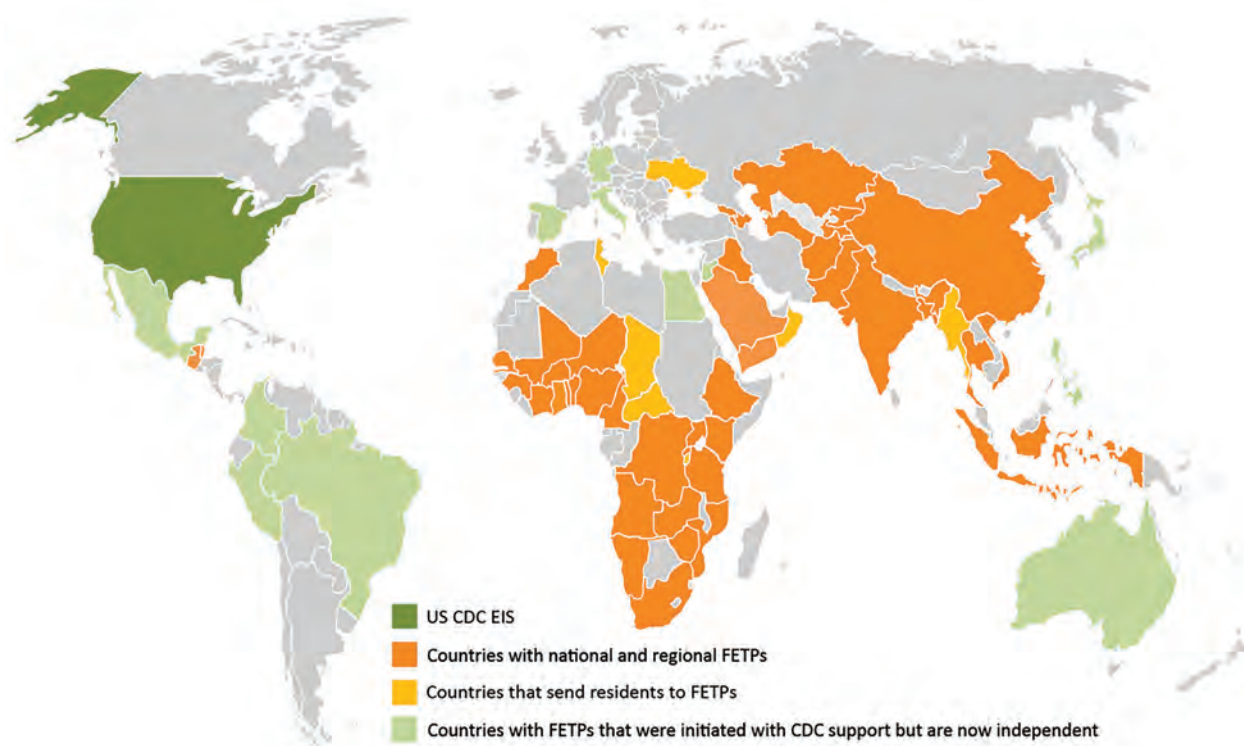 US CDC EIS
Countries with national and regional FETPs
Countries that send residents to FETPs
Countries with FETPs that were initiated with CDC support but are now independent